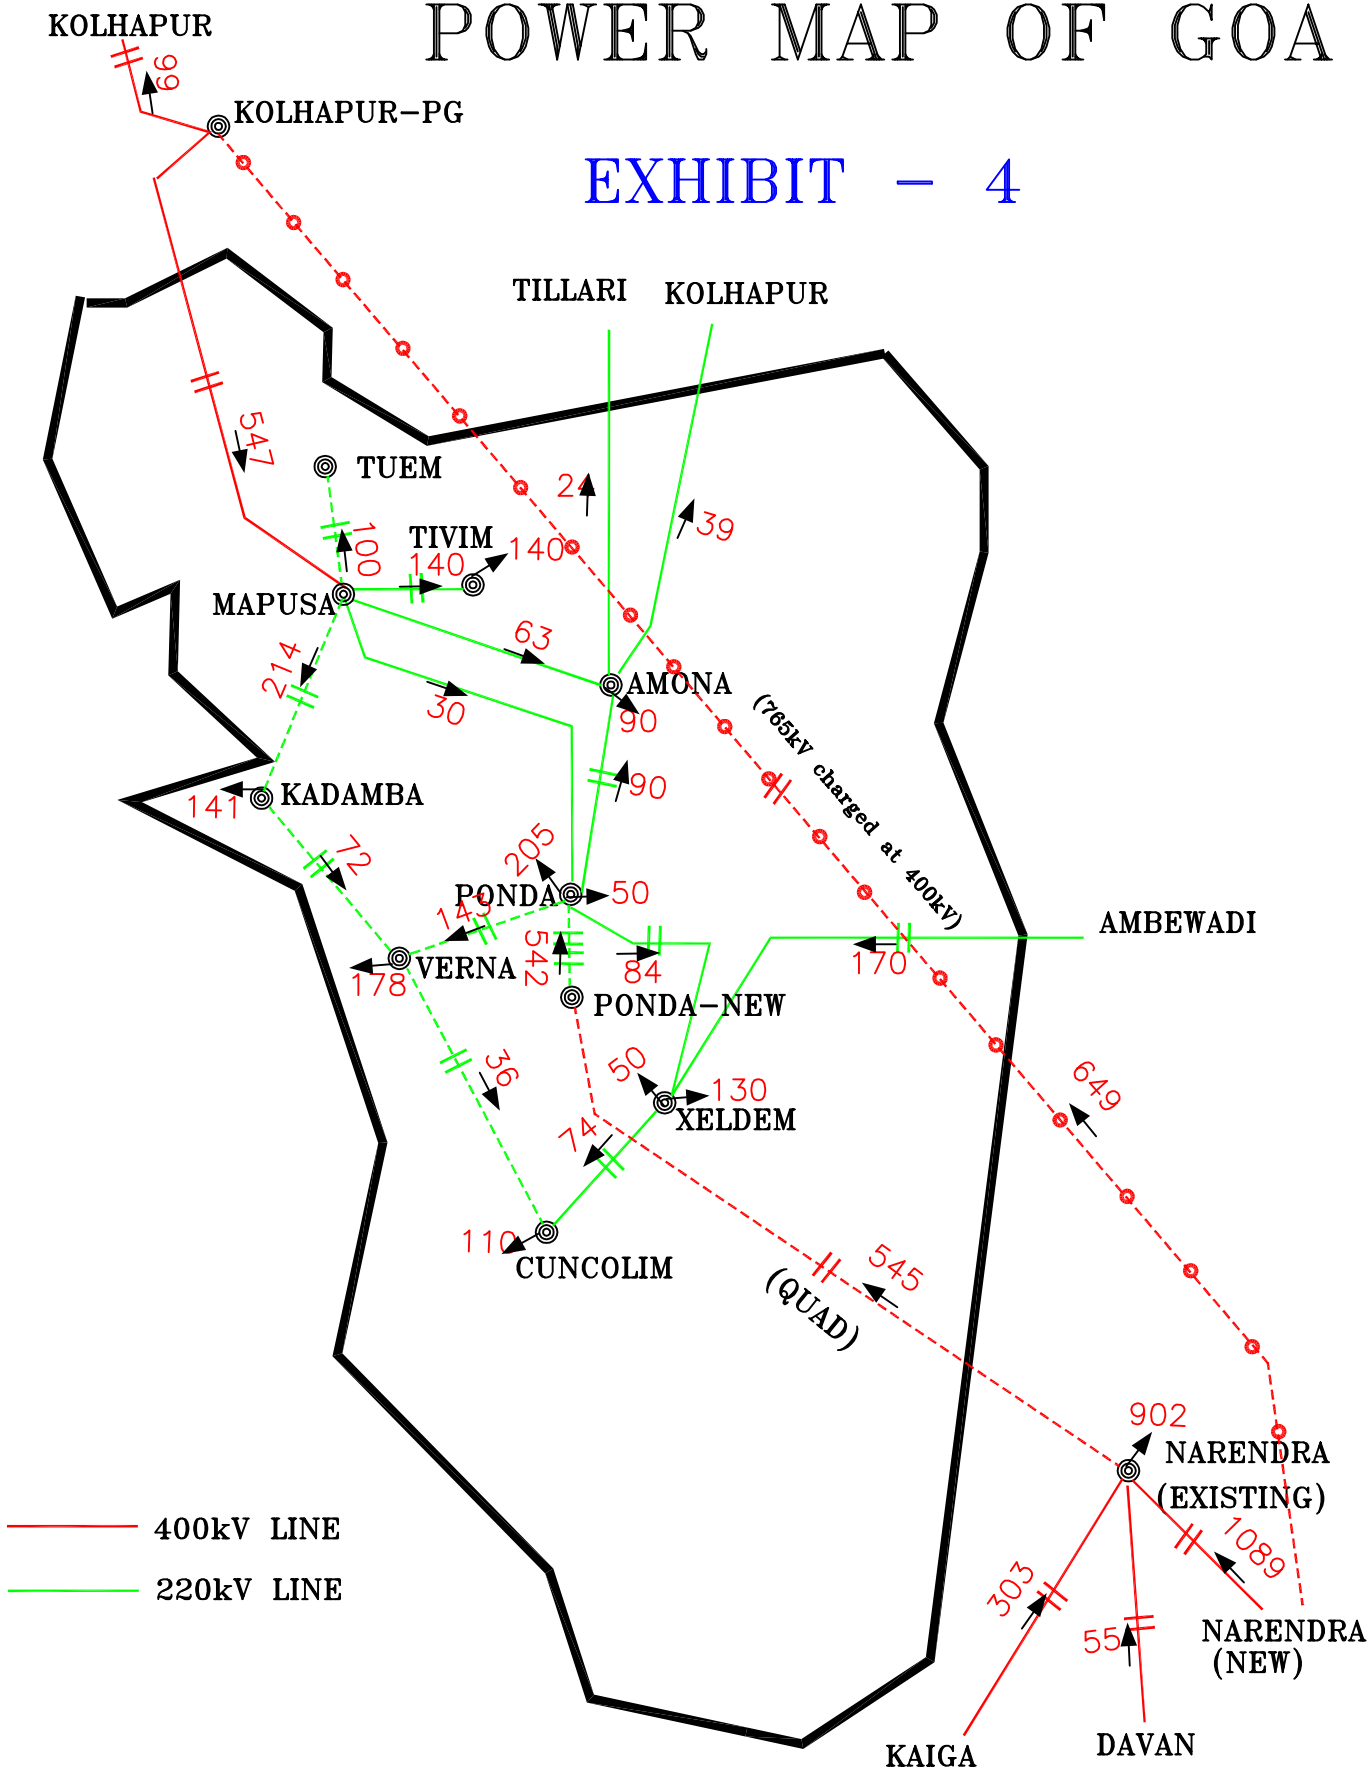 POWER MAP OF GOA
KOLHAPUR
99
KOLHAPUR-PG
EXHIBIT - 4
TILLARI
KOLHAPUR
547
TUEM
24
39
100
TIVIM
140
140
MAPUSA
63
214
30
AMONA
90
(765kV charged at 400kV)
90
KADAMBA
141
72
205
PONDA
50
143
AMBEWADI
542
84
170
VERNA
178
PONDA-NEW
36
50
130
649
XELDEM
74
110
CUNCOLIM
545
(QUAD)
902
NARENDRA
(EXISTING)
400kV LINE
1089
220kV LINE
303
55
NARENDRA
(NEW)
KAIGA
DAVAN